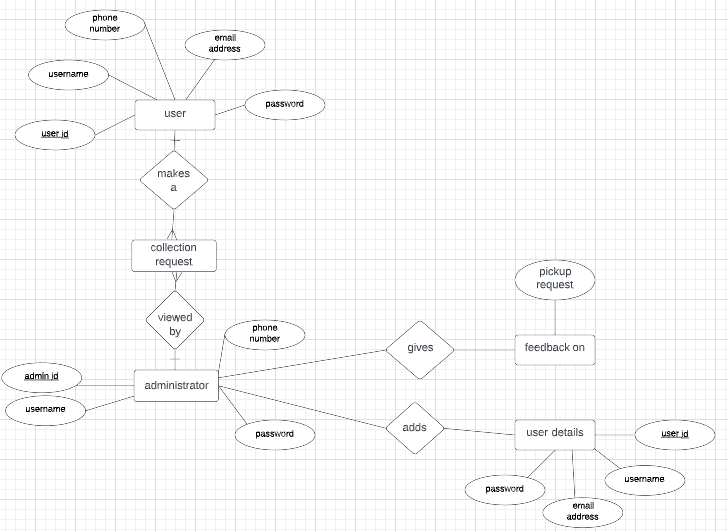 phone
number
email
address
username
password
user
user id
makes
a
collection
request
pickup
request
viewed
by
phone
number
gives
feedback on
admin id
administrator
username
adds
password
user details
user id
username
password
email
address